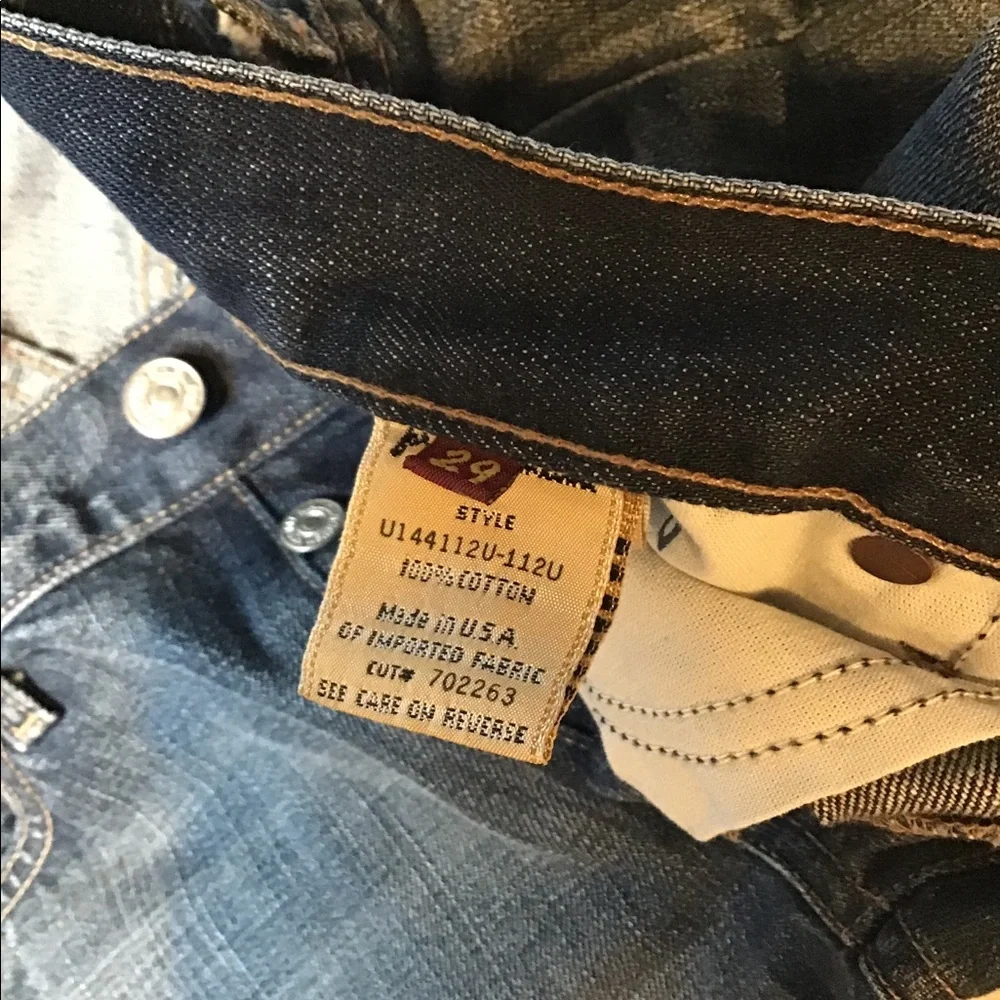 29
STYLE
U144112U-112U
100% COTTON
Made in U.S.A.
OF IMPORTED FABRIC
CUT# 702263
SEE CARE ON REVERSE